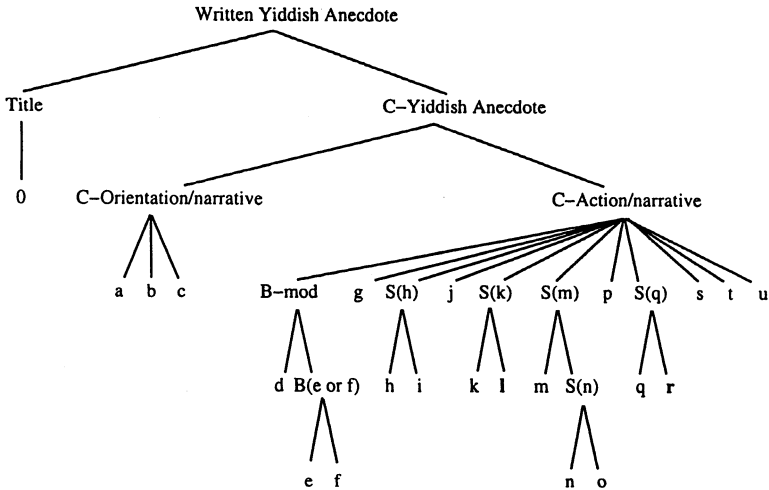 Written Yiddish Anecdote
Title C–Yiddish Anecdote
0 C–Orientation/narrative C–Action/narrative
a b c B–mod g S(h) j S(k) S(m) p S(q) s t u
d B(e or f) h i k l m S(n) q r
e f n o